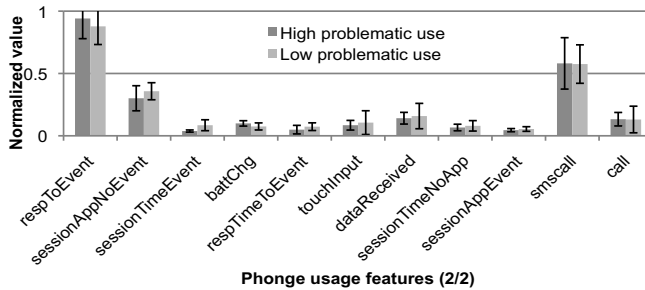 Normalized value
1
0.5
0
High problematic use
Low problematic use
respToEvent
sessionAppNoEvent
sessionTimeEvent
battChg
respTimeToEvent
touchInput
dataReceived
sessionTimeNoApp
sessionAppEvent
smscall
call
Phonge usage features (2/2)